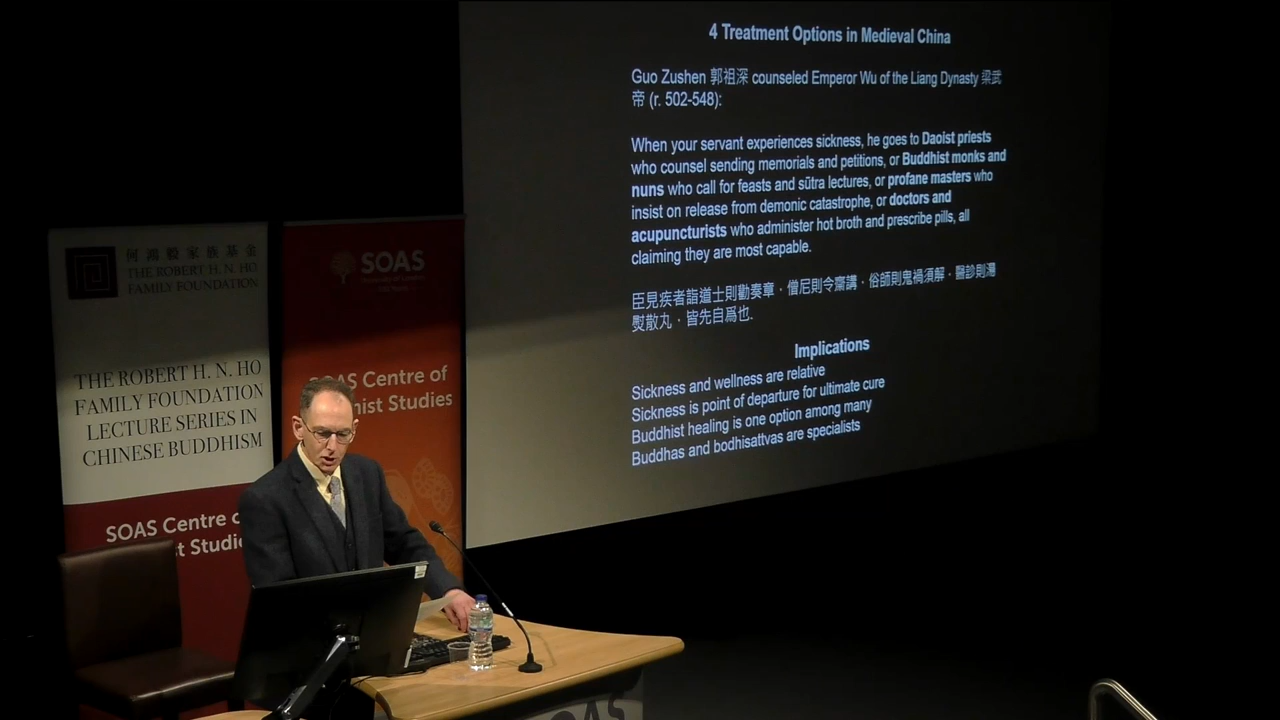 4 Treatment Options in Medieval China
Guo Zushen 郭祖深 counseled Emperor Wu of the Liang Dynasty 梁武
帝 (r. 502-548):
When your servant experiences sickness, he goes to Daoist priests
who counsel sending memorials and petitions, or Buddhist monks and
nuns who call for feasts and sūtra lectures, or profane masters who
insist on release from demonic catastrophe, or doctors and
acupuncturists who administer hot broth and prescribe pills, all
claiming they are most capable.
臣見疾者詣道士則勸奏章．僧尼則令齋講．俗師則鬼禍須解．醫診則湯
熨散丸．皆先自爲也.
Implications
Sickness and wellness are relative
Sickness is point of departure for ultimate cure
Buddhist healing is one option among many
Buddhas and bodhisattvas are specialists
何鴻毅家族基金
THE ROBERT H. N. HO
FAMILY FOUNDATION
THE ROBERT H. N. HO
FAMILY FOUNDATION
LECTURE SERIES IN
CHINESE BUDDHISM
SOAS Centre o
st Studie
SOAS
SOAS Centre of
hist Studies
SOAS